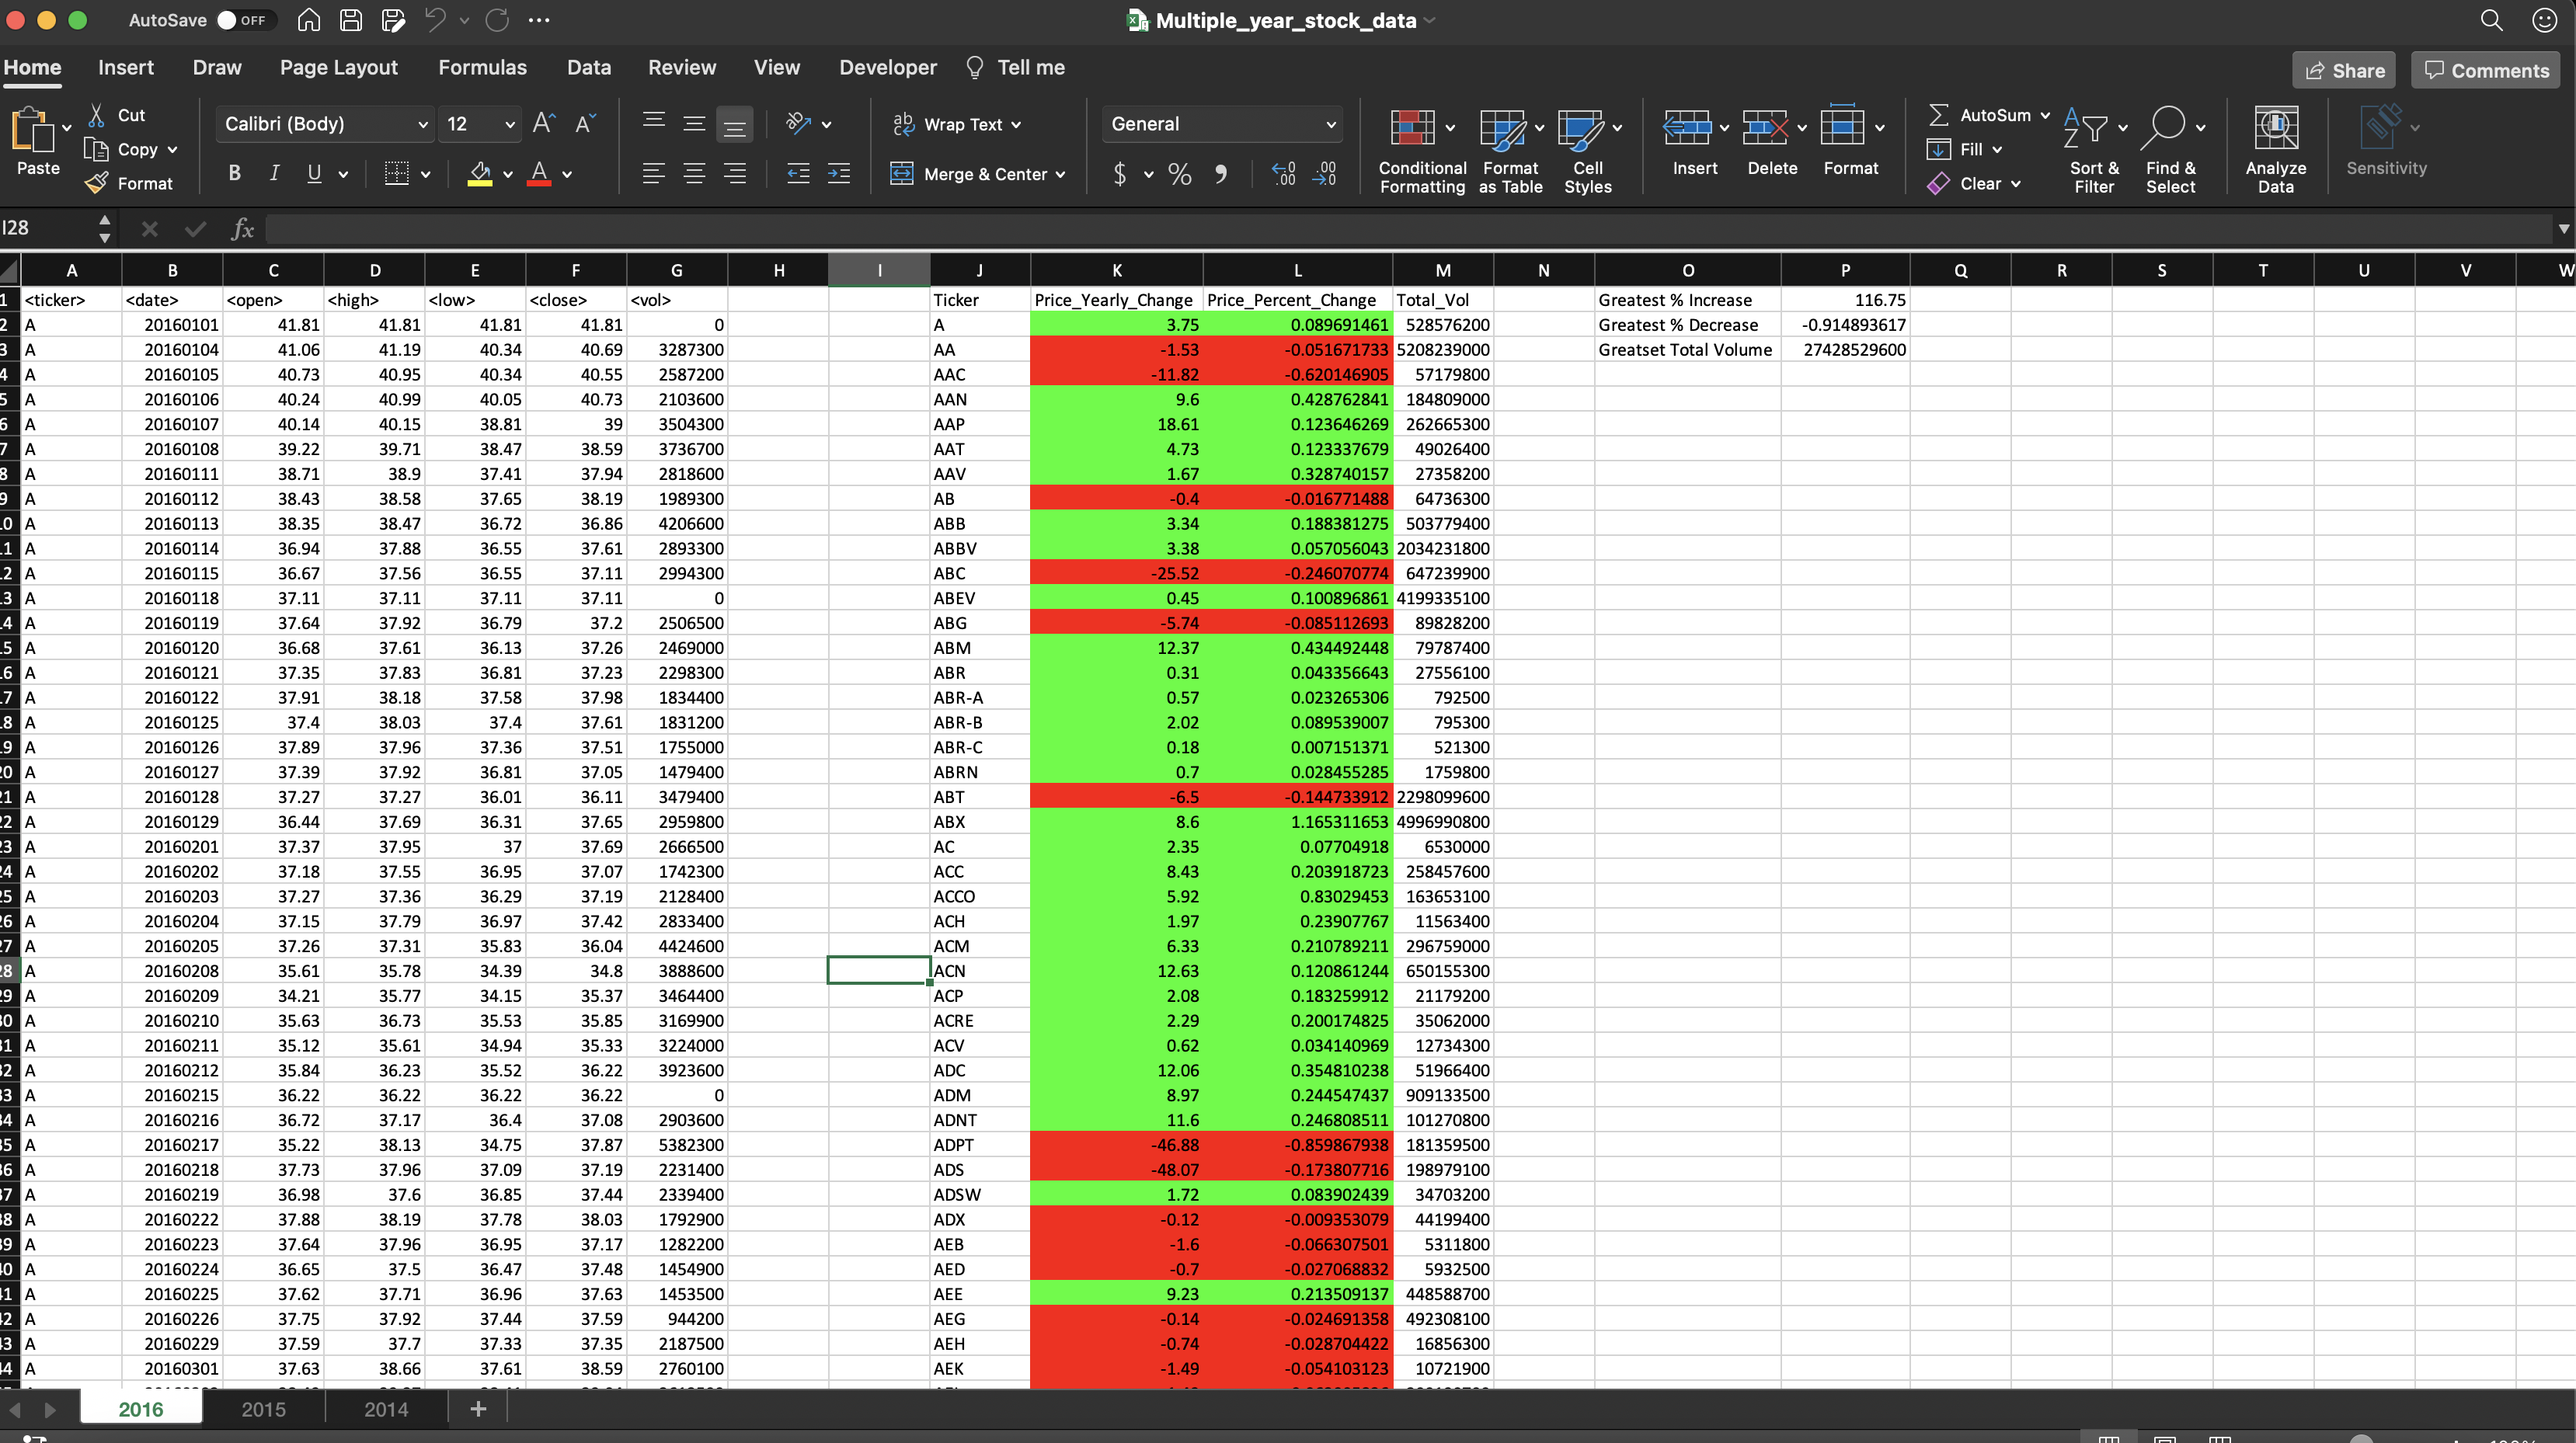 AutoSave OFF
Multiple_year_stock_data
Home Insert Draw Page Layout Formulas Data Review View Developer Tell me Share Comments
Paste Cut Copy Format Calibri (Body) 12 Wrap Text Merge & Center General Conditional Formatting Format as Table Cell Styles Insert Delete Format AutoSum Fill Clear Sort & Filter Find & Select Analyze Data Sensitivity
I28 fx
A B C D E F G H I J K L M N O P Q R S T U V W
1 <ticker> <date> <open> <high> <low> <close> <vol> Ticker Price_Yearly_Change Price_Percent_Change Total_Vol Greatest % Increase 116.75
2 A 20160101 41.81 41.81 41.81 41.81 0 A 3.75 0.089691461 528576200 Greatest % Decrease -0.914893617
3 A 20160104 41.06 41.19 40.34 40.69 3287300 AA -1.53 -0.051671733 5208239000 Greatset Total Volume 27428529600
4 A 20160105 40.73 40.95 40.34 40.55 2587200 AAC -11.82 -0.620146905 57179800
5 A 20160106 40.24 40.99 40.05 40.73 2103600 AAN 9.6 0.428762841 184809000
6 A 20160107 40.14 40.15 38.81 39 3504300 AAP 18.61 0.123646269 262665300
7 A 20160108 39.22 39.71 38.47 38.59 3736700 AAT 4.73 0.123337679 49026400
8 A 20160111 38.71 38.9 37.41 37.94 2818600 AAV 1.67 0.328740157 27358200
9 A 20160112 38.43 38.58 37.65 38.19 1989300 AB -0.4 -0.016771488 64736300
0 A 20160113 38.35 38.47 36.72 36.86 4206600 ABB 3.34 0.188381275 503779400
1 A 20160114 36.94 37.88 36.55 37.61 2893300 ABBV 3.38 0.057056043 2034231800
2 A 20160115 36.67 37.56 36.55 37.11 2994300 ABC -25.52 -0.246070774 647239900
3 A 20160118 37.11 37.11 37.11 37.11 0 ABEV 0.45 0.100896861 4199335100
4 A 20160119 37.64 37.92 36.79 37.2 2506500 ABG -5.74 -0.085112693 89828200
5 A 20160120 36.68 37.61 36.13 37.26 2469000 ABM 12.37 0.434492448 79787400
6 A 20160121 37.35 37.83 36.81 37.23 2298300 ABR 0.31 0.043356643 27556100
7 A 20160122 37.91 38.18 37.58 37.98 1834400 ABR-A 0.57 0.023265306 792500
8 A 20160125 37.4 38.03 37.4 37.61 1831200 ABR-B 2.02 0.089539007 795300
9 A 20160126 37.89 37.96 37.36 37.51 1755000 ABR-C 0.18 0.007151371 521300
20 A 20160127 37.39 37.92 36.81 37.05 1479400 ABRN 0.7 0.028455285 1759800
21 A 20160128 37.27 37.27 36.01 36.11 3479400 ABT -6.5 -0.144733912 2298099600
22 A 20160129 36.44 37.69 36.31 37.65 2959800 ABX 8.6 1.165311653 4996990800
23 A 20160201 37.37 37.95 37 37.69 2666500 AC 2.35 0.07704918 6530000
24 A 20160202 37.18 37.55 36.95 37.07 1742300 ACC 8.43 0.203918723 258457600
25 A 20160203 37.27 37.36 36.29 37.19 2128400 ACCO 5.92 0.83029453 163653100
26 A 20160204 37.15 37.79 36.97 37.42 2833400 ACH 1.97 0.23907767 11563400
27 A 20160205 37.26 37.31 35.83 36.04 4424600 ACM 6.33 0.210789211 296759000
28 A 20160208 35.61 35.78 34.39 34.8 3888600 ACN 12.63 0.120861244 650155300
29 A 20160209 34.21 35.77 34.15 35.37 3464400 ACP 2.08 0.183259912 21179200
30 A 20160210 35.63 36.73 35.53 35.85 3169900 ACRE 2.29 0.200174825 35062000
31 A 20160211 35.12 35.61 34.94 35.33 3224000 ACV 0.62 0.034140969 12734300
32 A 20160212 35.84 36.23 35.52 36.22 3923600 ADC 12.06 0.354810238 51966400
33 A 20160215 36.22 36.22 36.22 36.22 0 ADM 8.97 0.244547437 909133500
34 A 20160216 36.72 37.17 36.4 37.08 2903600 ADNT 11.6 0.246808511 101270800
35 A 20160217 35.22 38.13 34.75 37.87 5382300 ADPT -46.88 -0.859867938 181359500
36 A 20160218 37.73 37.96 37.09 37.19 2231400 ADS -48.07 -0.173807716 198979100
37 A 20160219 36.98 37.6 36.85 37.44 2339400 ADSW 1.72 0.083902439 34703200
38 A 20160222 37.88 38.19 37.78 38.03 1792900 ADX -0.12 -0.009353079 44199400
39 A 20160223 37.64 37.96 36.95 37.17 1282200 AEB -1.6 -0.066307501 5311800
40 A 20160224 36.65 37.5 36.47 37.48 1454900 AED -0.7 -0.027068832 5932500
41 A 20160225 37.62 37.71 36.96 37.63 1453500 AEE 9.23 0.213509137 448588700
42 A 20160226 37.75 37.92 37.44 37.59 944200 AEG -0.14 -0.024691358 492308100
43 A 20160229 37.59 37.7 37.33 37.35 2187500 AEH -0.74 -0.028704422 16856300
44 A 20160301 37.63 38.66 37.61 38.59 2760100 AEK -1.49 -0.054103123 10721900
2016 2015 2014 +